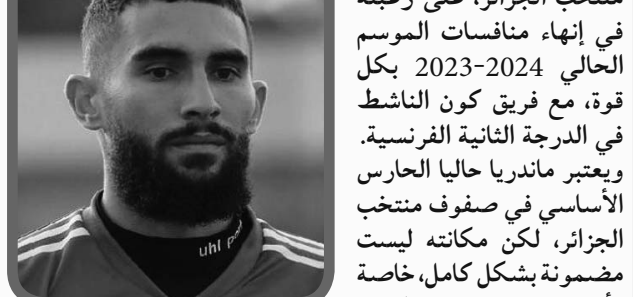 منتخب الجزائر، على رغبته
في إنهاء منافسات الموسم
الحالي 2024-2023 بكل
قوة، مع فريق كون الناشط
في الدرجة الثانية الفرنسية.
ويعتبر ماندريا حاليا الحارس
الأساسي في صفوف منتخب
الجزائر، لكن مكانته ليست
مضمونة بشكل كامل، خاصة
uhl